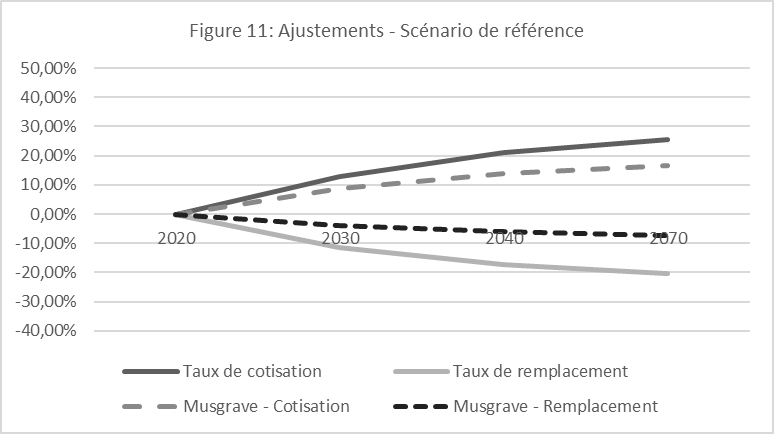 Figure 11: Ajustements - Scénario de référence
50,00%
40,00%
30,00%
20,00%
10,00%
0,00%
-10,00%
-20,00%
-30,00%
-40,00%
2020 2030 2040 2070
Taux de cotisation Taux de remplacement
Musgrave - Cotisation Musgrave - Remplacement